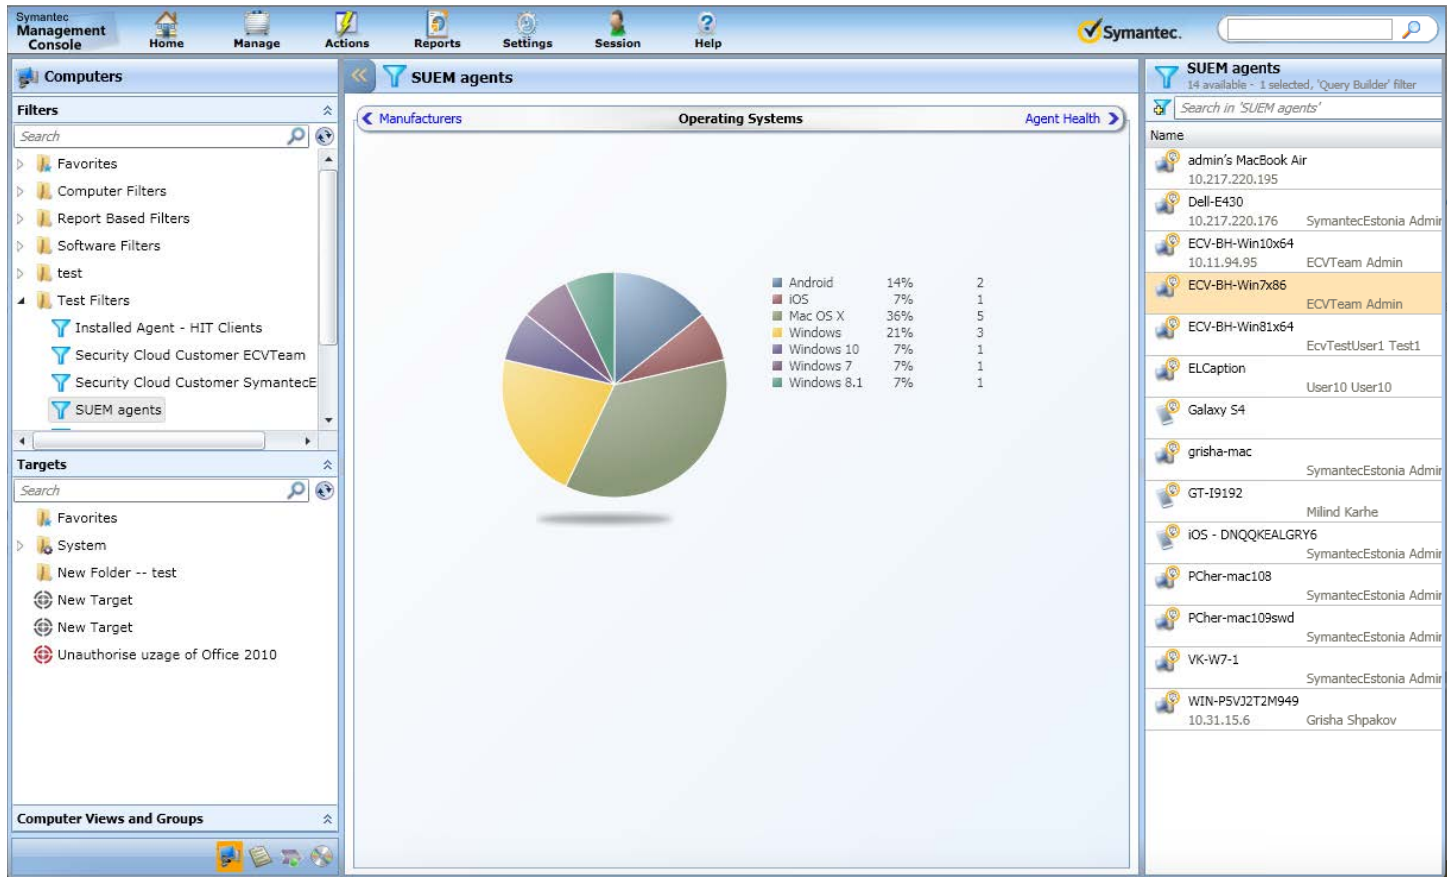 Symantec
Management
Console
Home
Manage
Actions
Reports
Settings
Session
Help
Symantec.
Computers
Filters
Search
Favorites
Computer Filters
Report Based Filters
Software Filters
test
Test Filters
Installed Agent - HIT Clients
Security Cloud Customer ECVTeam
Security Cloud Customer SymantecE
SUEM agents
Targets
Search
Favorites
System
New Folder -- test
New Target
New Target
Unauthorise uzage of Office 2010
Computer Views and Groups
SUEM agents
Manufacturers
Operating Systems
Agent Health
Android 14% 2
iOS 7% 1
Mac OS X 36% 5
Windows 21% 3
Windows 10 7% 1
Windows 7 7% 1
Windows 8.1 7% 1
SUEM agents
14 available - 1 selected, 'Query Builder' filter
Search in 'SUEM agents'
Name
admin's MacBook Air
10.217.220.195
Dell-E430
10.217.220.176 SymantecEstonia Admir
ECV-BH-Win10x64
10.11.94.95 ECVTeam Admin
ECV-BH-Win7x86
ECVTeam Admin
ECV-BH-Win81x64
EcvTestUser1 Test1
ELCaption
User10 User10
Galaxy S4
grisha-mac
SymantecEstonia Admir
GT-I9192
Milind Karhe
iOS - DNQQKEALGRY6
SymantecEstonia Admir
PCher-mac108
SymantecEstonia Admir
PCher-mac109swd
SymantecEstonia Admir
VK-W7-1
SymantecEstonia Admir
WIN-P5VJ2T2M949
10.31.15.6 Grisha Shpakov